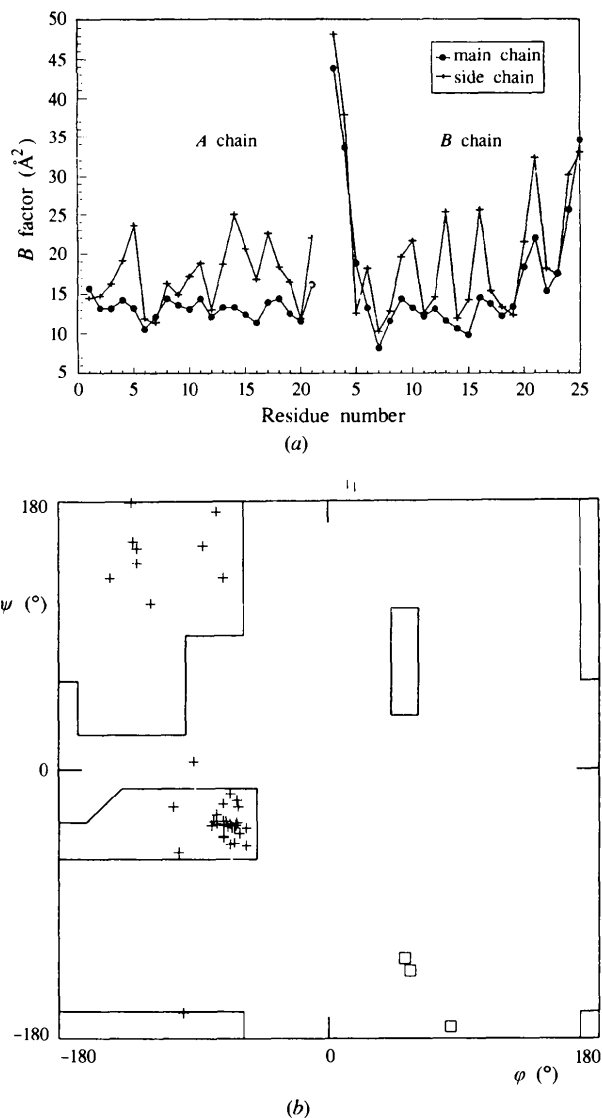 50
45
40
35
30
25
20
15
10
5
B factor (Å²)
main chain
side chain
A chain
B chain
0 5 10 15 20 5 10 15 20 25
Residue number
(a)
180
ψ (°)
0
-180
-180 0 180
φ (°)
(b)